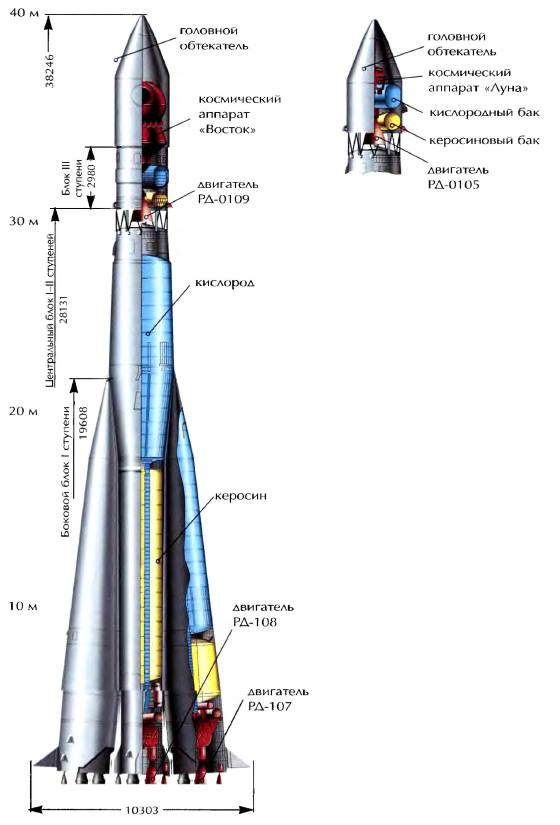 40 м
38246
головной
обтекатель
космический
аппарат
«Восток»
Блок III
ступени
2980
двигатель
РД-0109
30 м
Центральный блок I–II ступеней
28131
кислород
20 м
Боковой блок I ступени
19608
керосин
10 м
двигатель
РД-108
двигатель
РД-107
10303
головной
обтекатель
космический
аппарат «Луна»
кислородный бак
керосиновый бак
двигатель
РД-0105